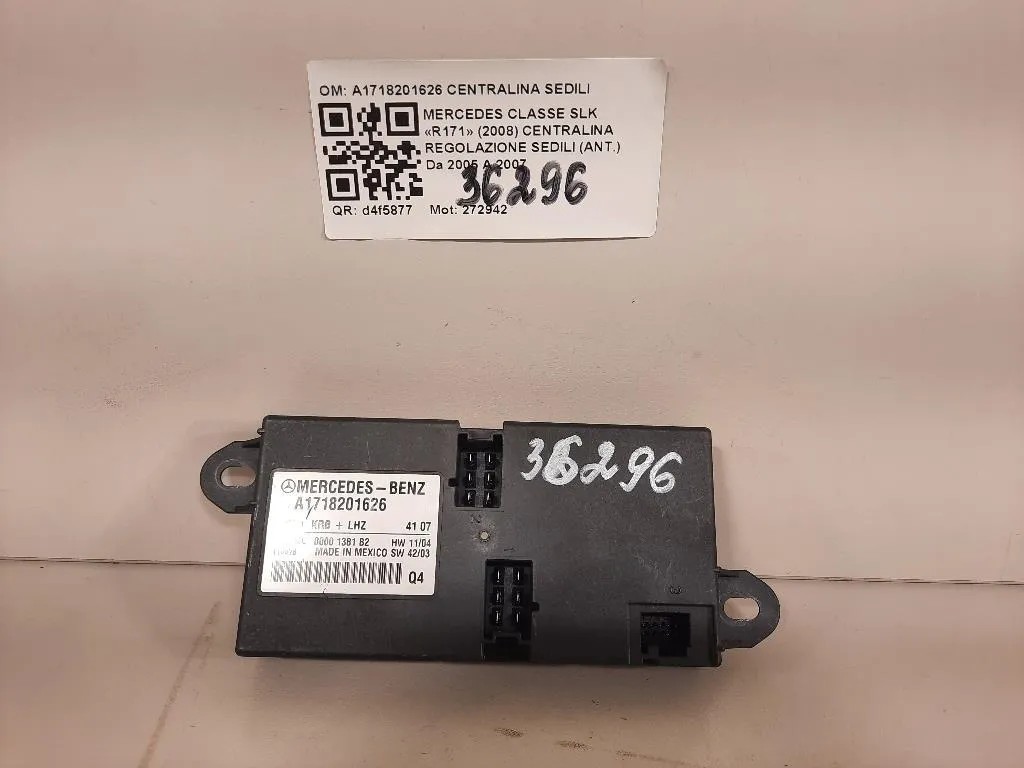 OM: A1718201626 CENTRALINA SEDILI
MERCEDES CLASSE SLK
«R171» (2008) CENTRALINA
REGOLAZIONE SEDILI (ANT.)
Da 2005 A 2007
36296
QR: d4f5877 Mot: 272942
36296
MERCEDES-BENZ
A1718201626
KRB + LHZ 41 07
0000 1381 B2 HW 11/04
MADE IN MEXICO SW 42/03
Q4